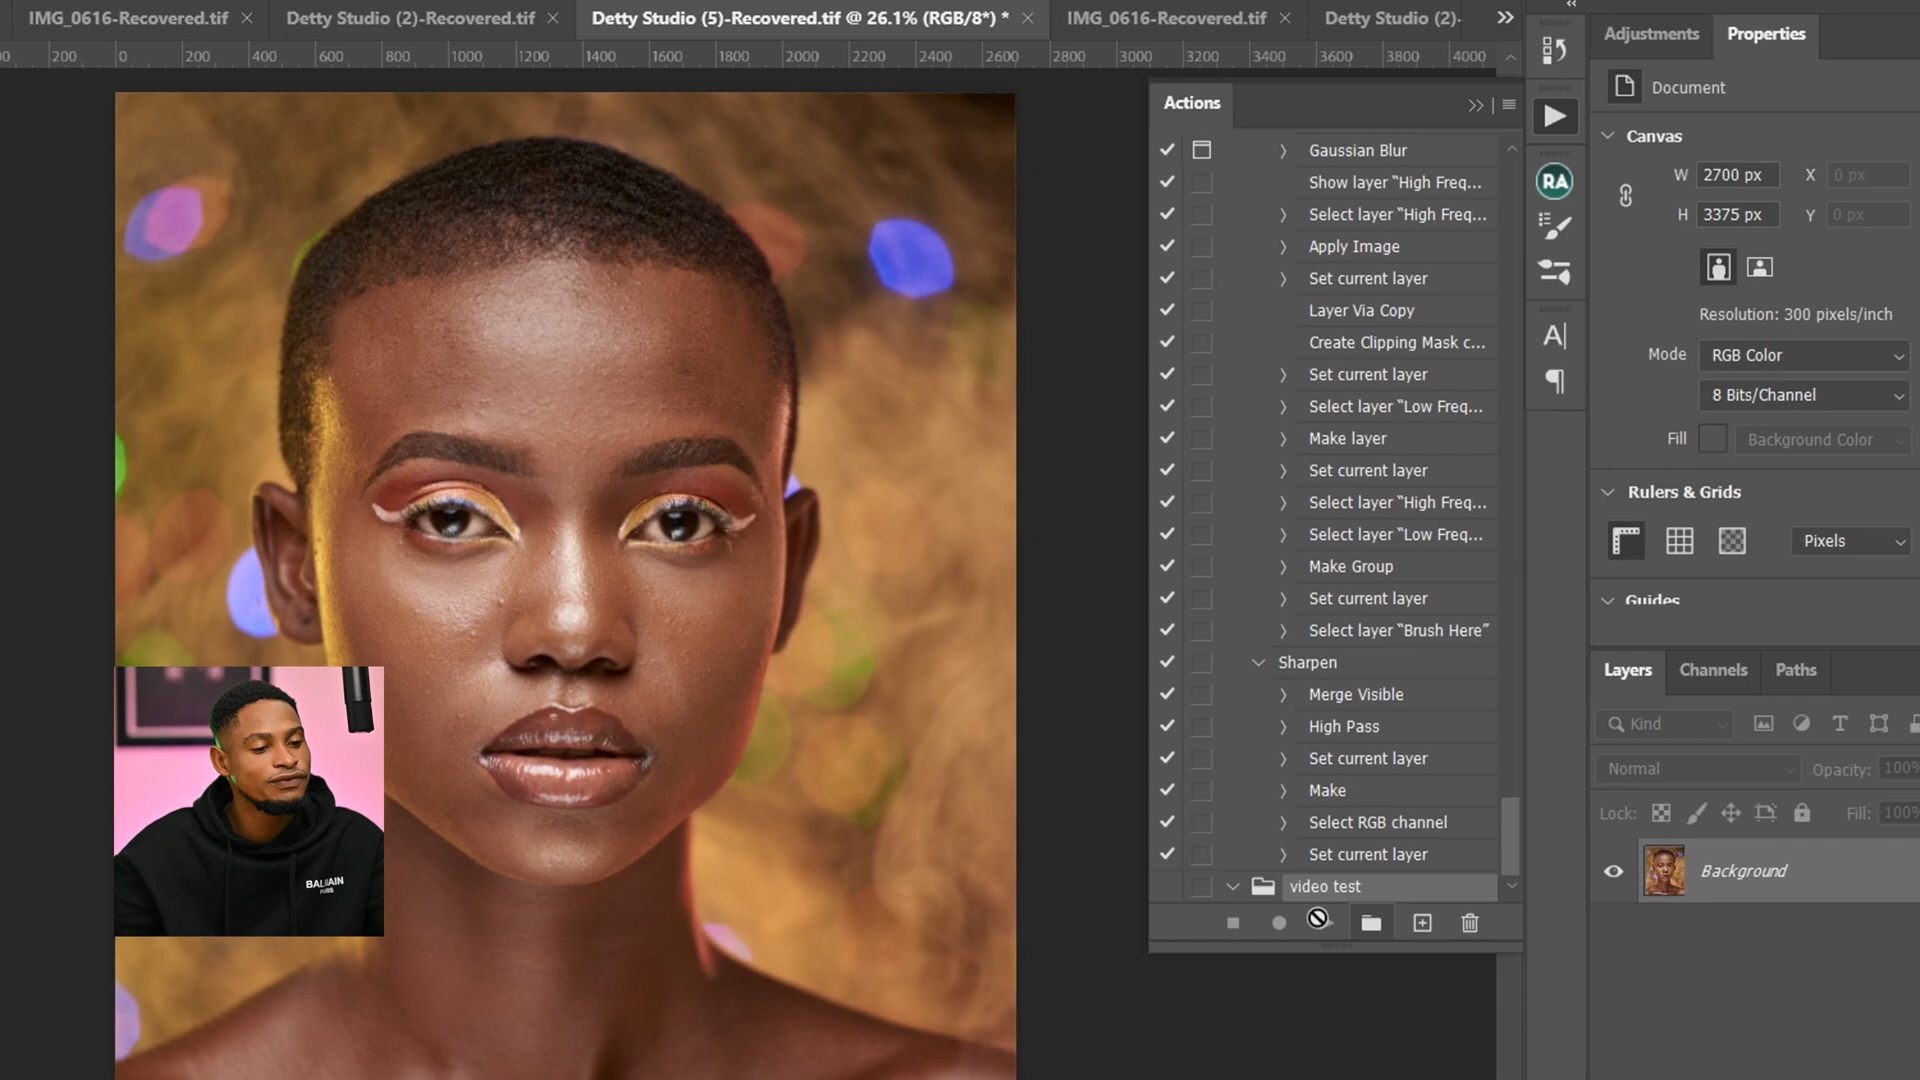 IMG_0616-Recovered.tif
Detty Studio (2)-Recovered.tif
Detty Studio (5)-Recovered.tif @ 26.1% (RGB/8*) *
IMG_0616-Recovered.tif
Detty Studio (2)-
200 0 200 400 600 800 1000 1200 1400 1600 1800 2000 2200 2400 2600 2800 3000 3200 3400 3600 3800 4000
Actions
Gaussian Blur
Show layer “High Freq...
Select layer “High Freq...
Apply Image
Set current layer
Layer Via Copy
Create Clipping Mask c...
Set current layer
Select layer “Low Freq...
Make layer
Set current layer
Select layer “High Freq...
Select layer “Low Freq...
Make Group
Set current layer
Select layer “Brush Here”
Sharpen
Merge Visible
High Pass
Set current layer
Make
Select RGB channel
Set current layer
video test
RA
A
Adjustments
Properties
Document
Canvas
W 2700 px X 0 px
H 3375 px Y 0 px
Resolution: 300 pixels/inch
Mode RGB Color
8 Bits/Channel
Fill Background Color
Rulers & Grids
Pixels
Guides
Layers
Channels
Paths
Kind
Normal Opacity: 100%
Lock: Fill: 100%
Background
BALMAIN
PARIS